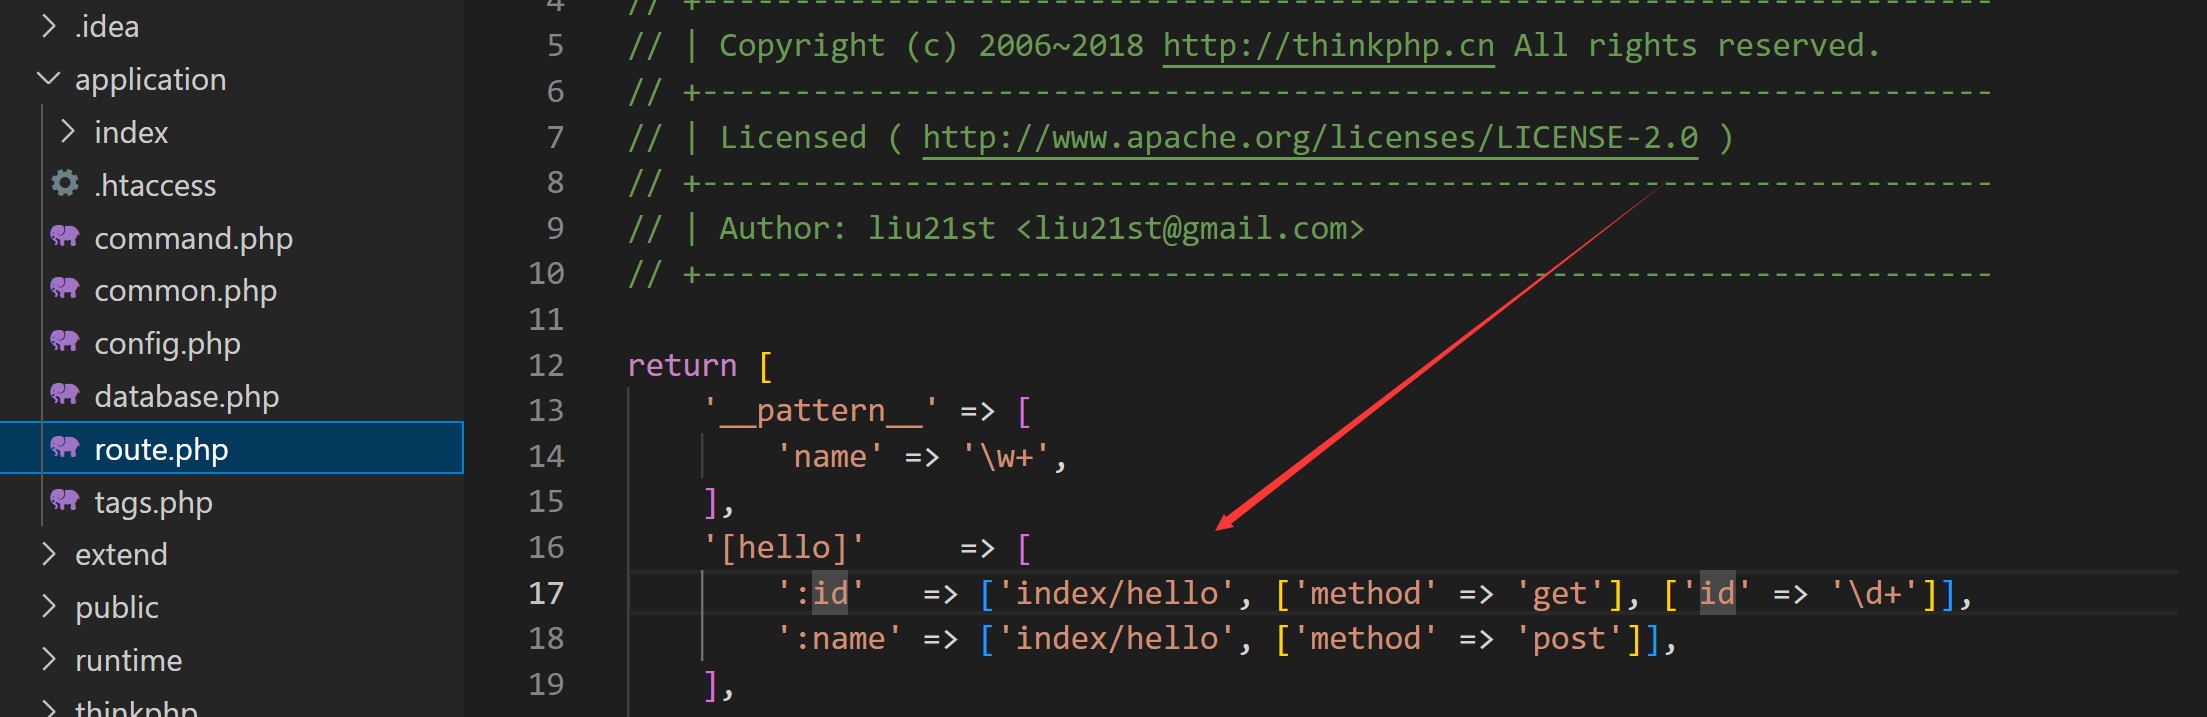 .idea
application
index
.htaccess
command.php
common.php
config.php
database.php
route.php
tags.php
extend
public
runtime
thinkphp
4 // +----------------------------------------------------------------------
5 // | Copyright (c) 2006~2018 http://thinkphp.cn All rights reserved.
6 // +----------------------------------------------------------------------
7 // | Licensed ( http://www.apache.org/licenses/LICENSE-2.0 )
8 // +----------------------------------------------------------------------
9 // | Author: liu21st <liu21st@gmail.com>
10 // +----------------------------------------------------------------------
11
12 return [
13     '__pattern__' => [
14         'name' => '\w+',
15     ],
16     '[hello]'     => [
17         ':id'   => ['index/hello', ['method' => 'get'], ['id' => '\d+']],
18         ':name' => ['index/hello', ['method' => 'post']],
19     ],